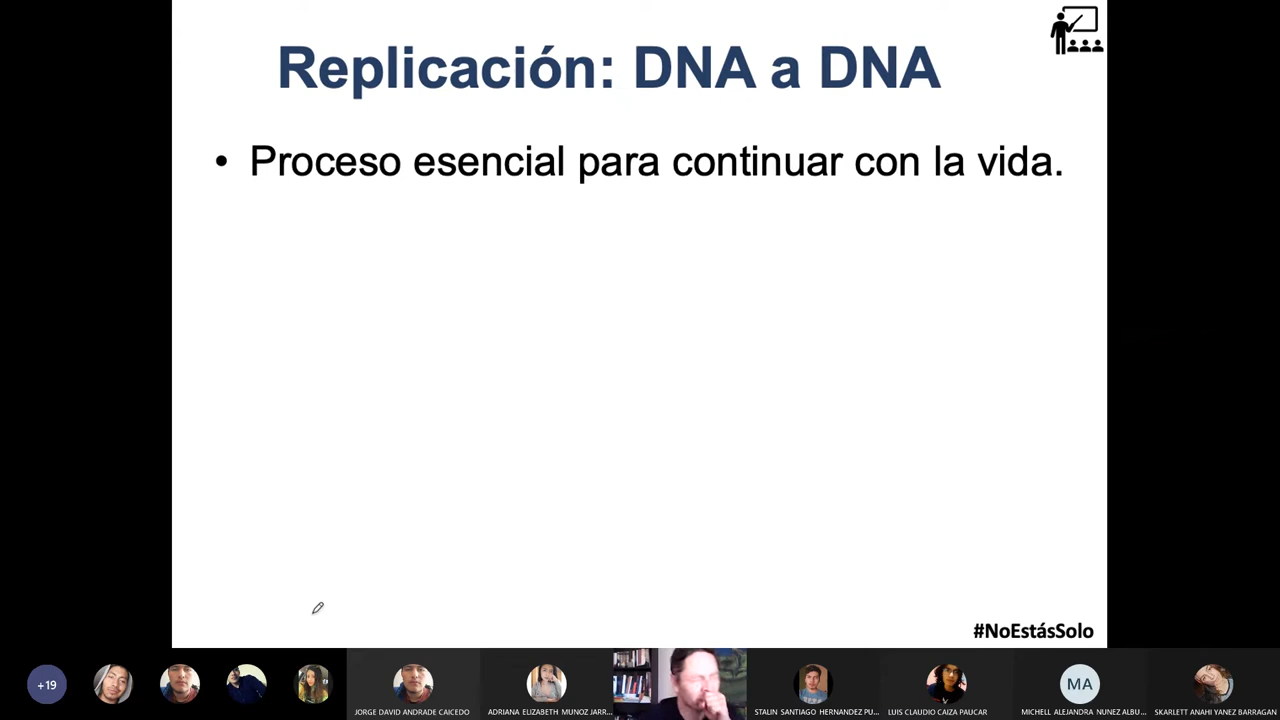 Replicación: DNA a DNA
• Proceso esencial para continuar con la vida.
#NoEstásSolo
+19
JORGE DAVID ANDRADE CAICEDO
ADRIANA ELIZABETH MUÑOZ JARR...
STALIN SANTIAGO HERNANDEZ PU...
LUIS CLAUDIO CAIZA PAUCAR
MA
MICHELL ALEJANDRA NUNEZ ALBU...
SKARLETT ANAHI YANEZ BARRAGAN